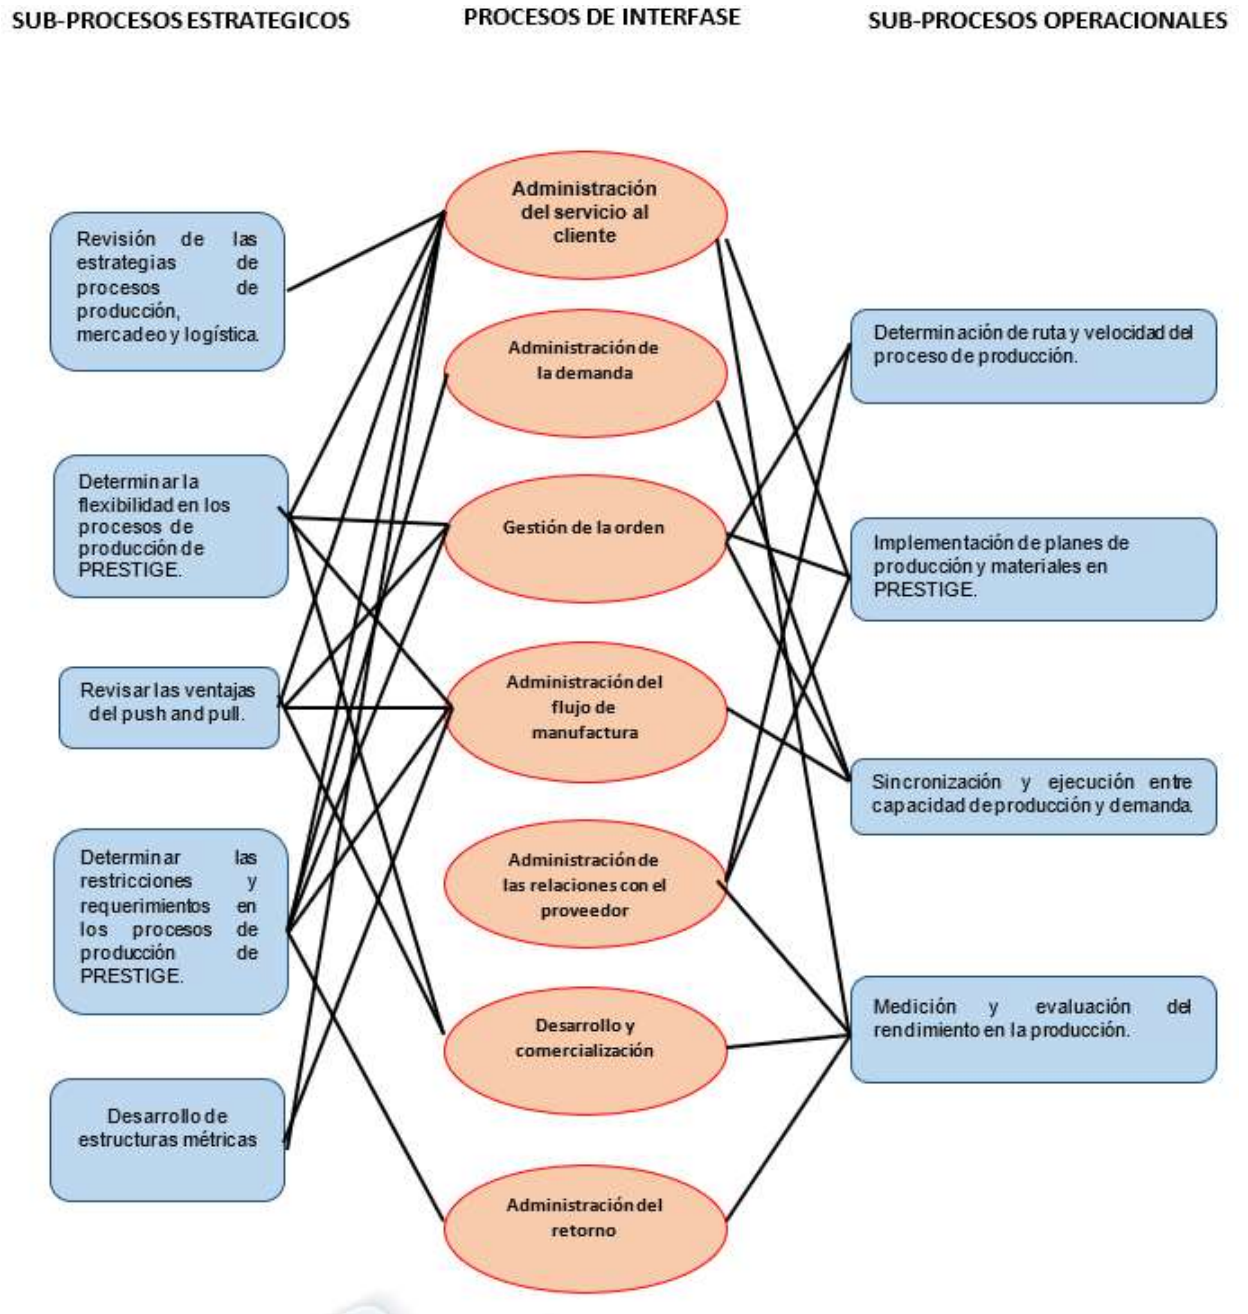 SUB-PROCESOS ESTRATEGICOS
PROCESOS DE INTERFASE
SUB-PROCESOS OPERACIONALES
Revisión de las
estrategias de
procesos de
producción,
mercadeo y logística.
Determinar la
flexibilidad en los
procesos de
producción de
PRESTIGE.
Revisar las ventajas
del push and pull.
Determinar las
restricciones y
requerimientos en
los procesos de
producción de
PRESTIGE.
Desarrollo de
estructuras métricas
Administración
del servicio al
cliente
Administración de
la demanda
Gestión de la orden
Administración del
flujo de
manufactura
Administración de
las relaciones con el
proveedor
Desarrollo y
comercialización
Administración del
retorno
Determinación de ruta y velocidad del
proceso de producción.
Implementación de planes de
producción y materiales en
PRESTIGE.
Sincronización y ejecución entre
capacidad de producción y demanda.
Medición y evaluación del
rendimiento en la producción.